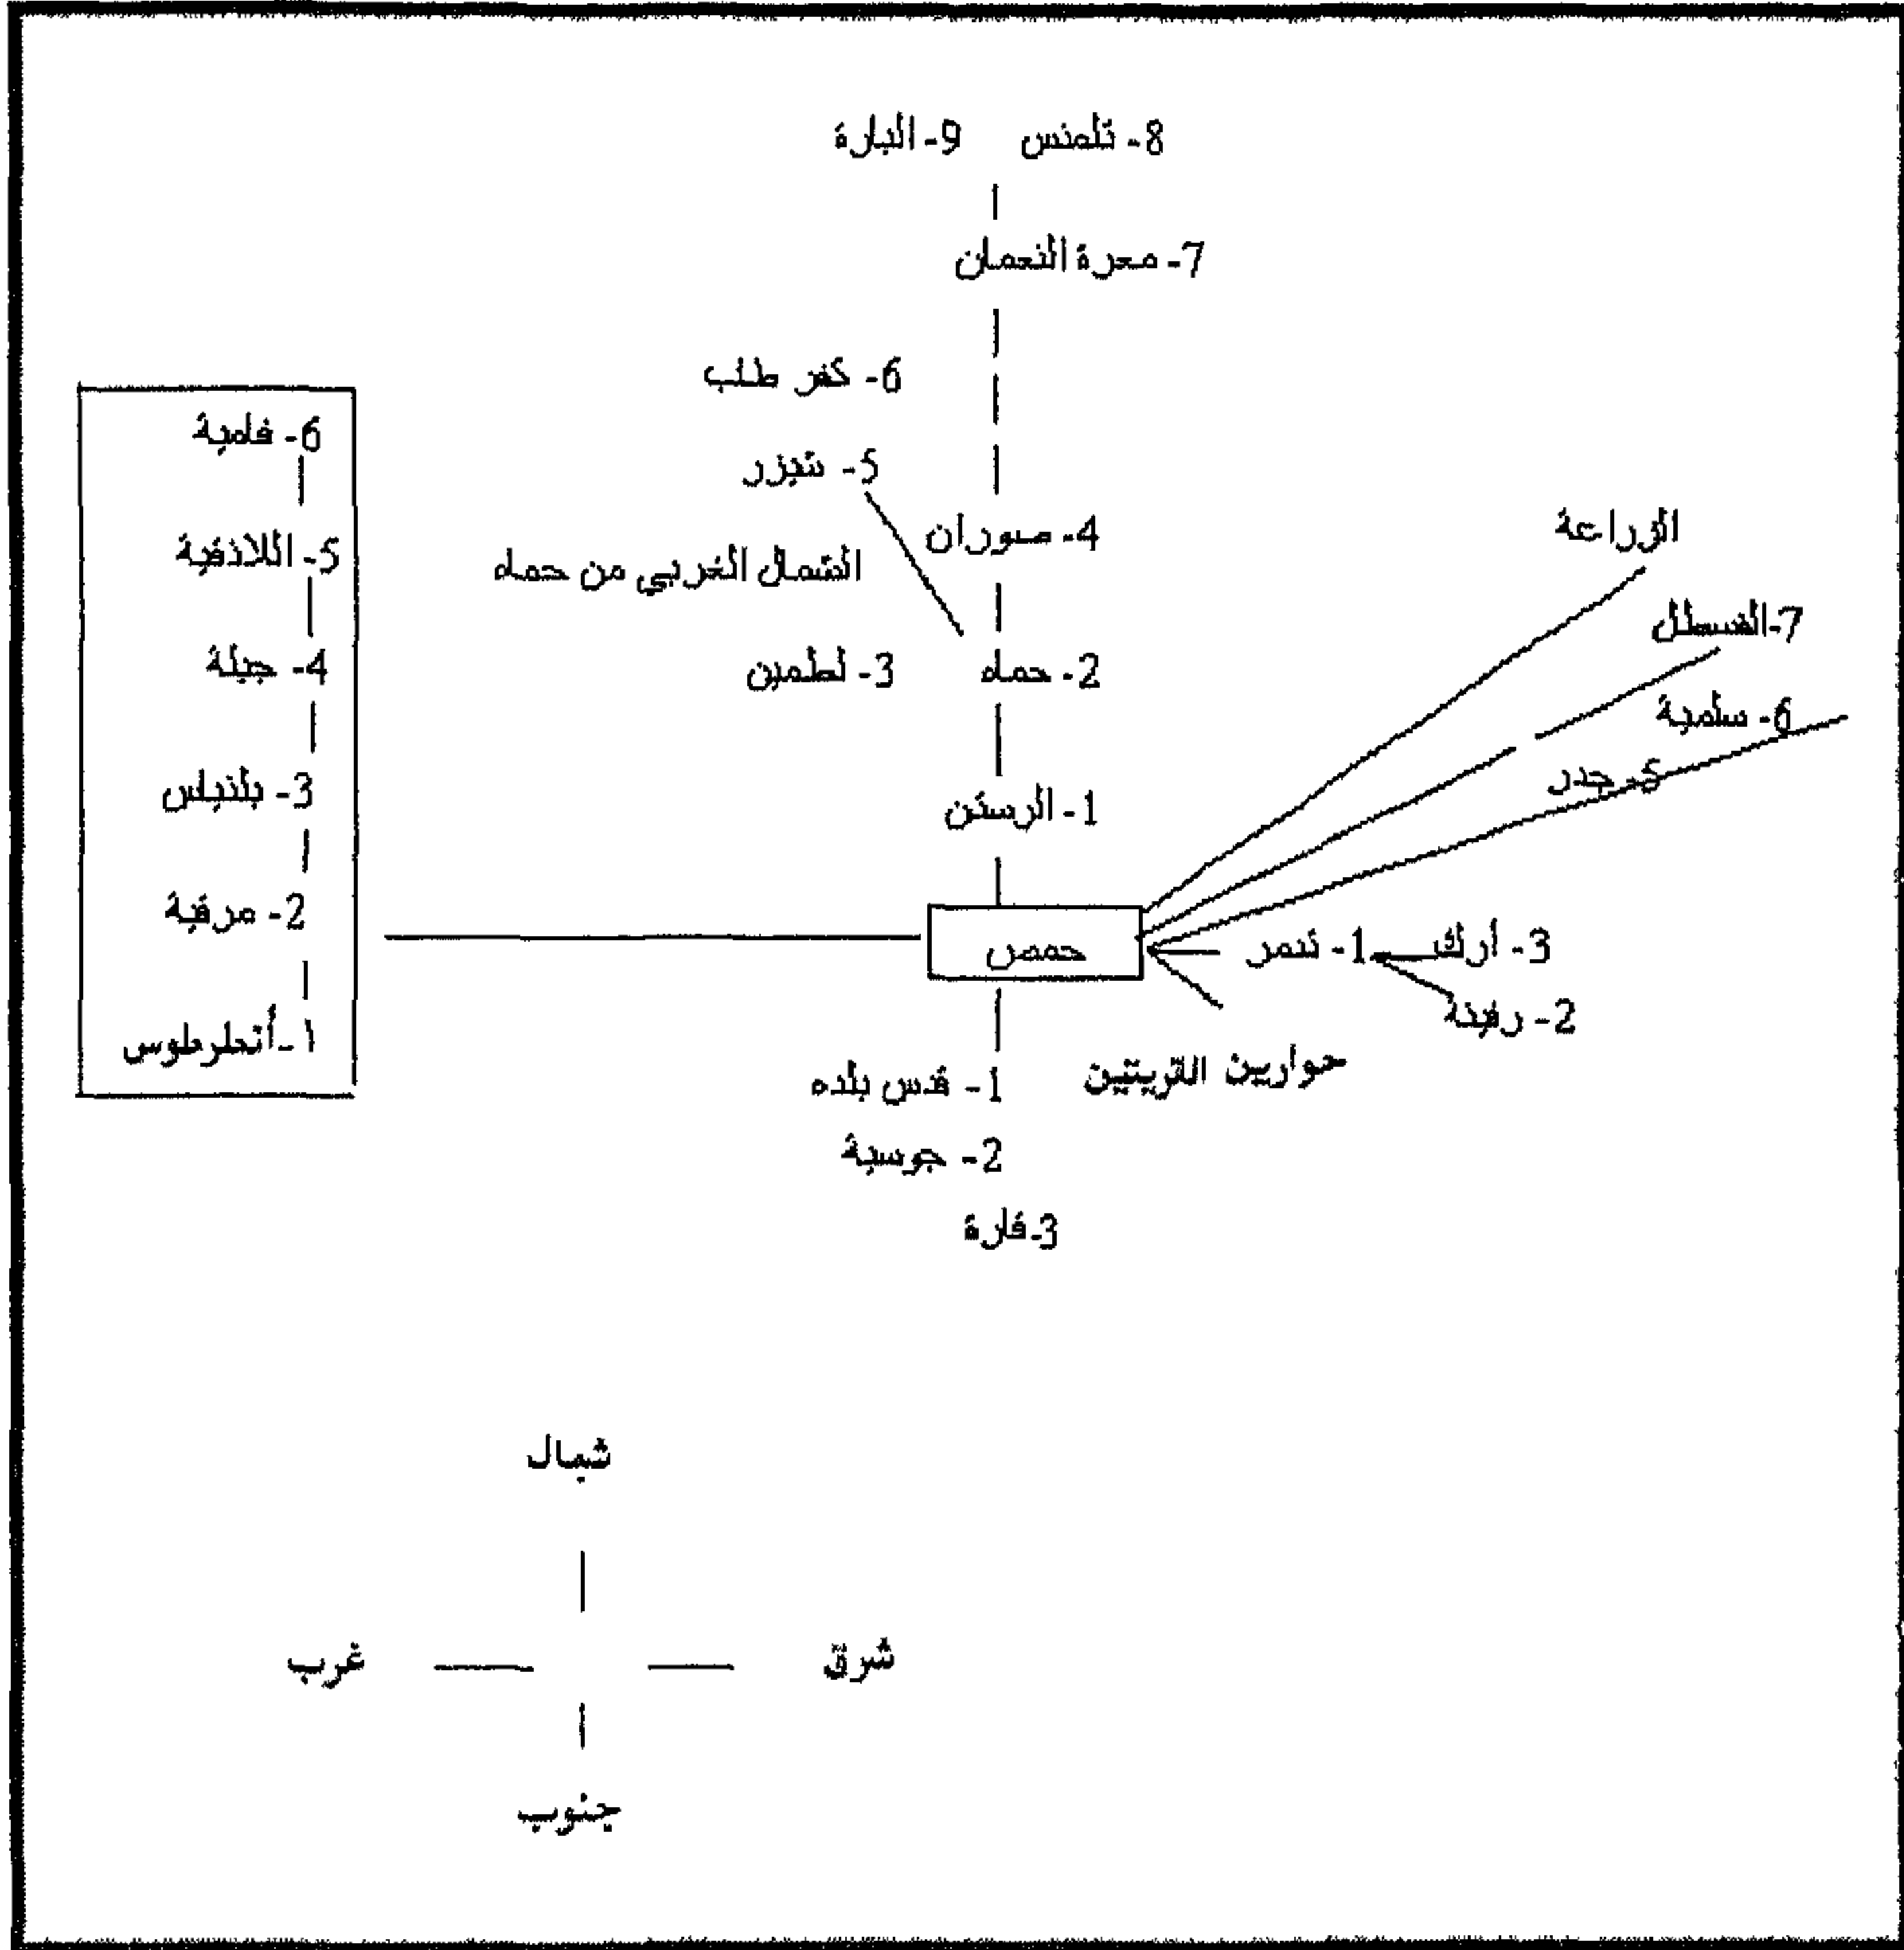 8- تلمنس 9- البارة
7- معرة النعمان
6- كفر طلب
5- شيزر
4- صوران
الشمال الغربي من حماه
2- حماه 3- لطمين
1- الرستن
حمص
6- فامية
5- اللاذقية
4- جبلة
3- بلنياس
2- مرقية
١- أنطرطوس
الزراعة
7- القسطل
6- سلمية
5- جدر
1- تدمر 3- أرك
2- رفينة
حوارين القريتين
1- قدس بلده
2- جوسية
3- قارة
شمال
شرق
غرب
جنوب